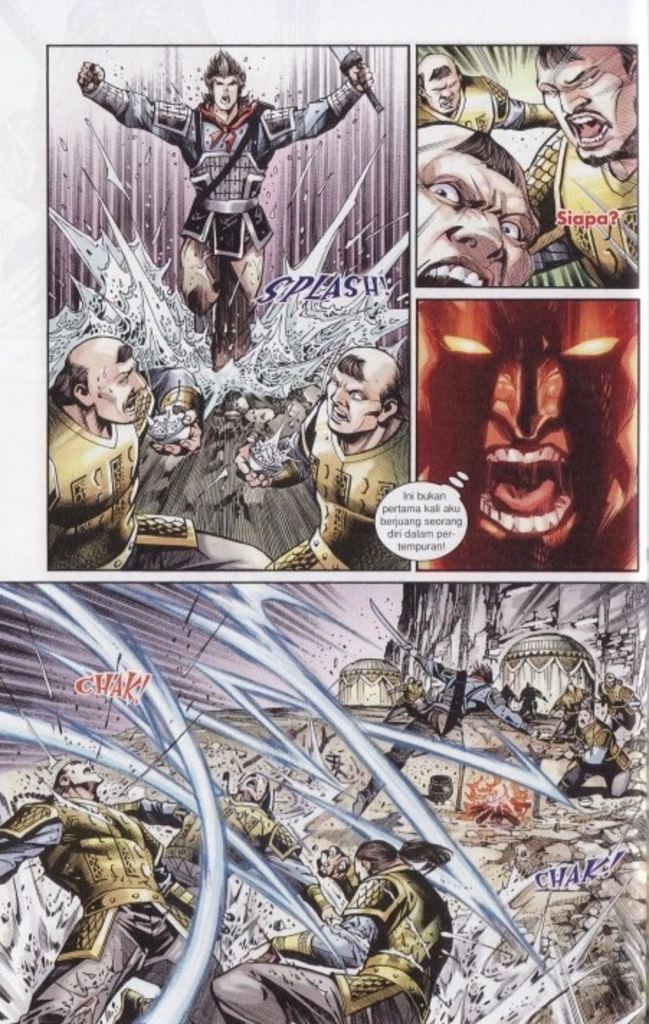 SPLASH!
Siapa?
Ini bukan
pertama kali aku
berjuang seorang
diri dalam per-
tempuran!
CHAK!
CHAK!